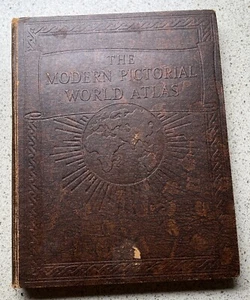 THE
MODERN PICTORIAL
WORLD ATLAS